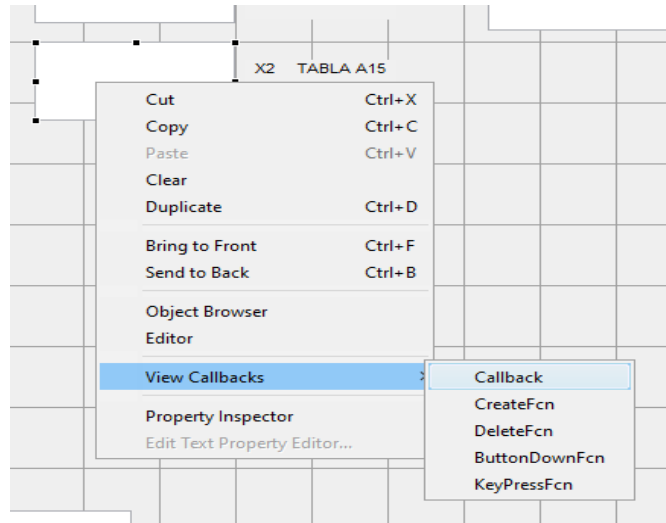 X2 TABLA A15
Cut Ctrl+X
Copy Ctrl+C
Paste Ctrl+V
Clear
Duplicate Ctrl+D
Bring to Front Ctrl+F
Send to Back Ctrl+B
Object Browser
Editor
View Callbacks >
Callback
CreateFcn
DeleteFcn
ButtonDownFcn
KeyPressFcn
Property Inspector
Edit Text Property Editor...